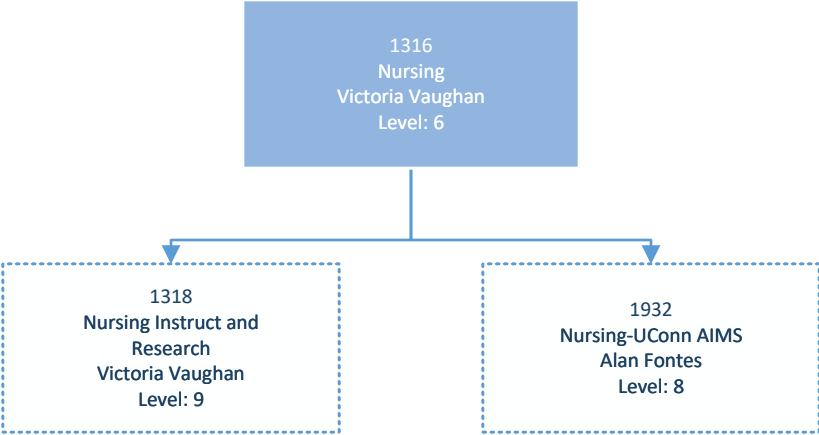 1316
Nursing
Victoria Vaughan
Level: 6
1318
Nursing Instruct and
Research
Victoria Vaughan
Level: 9
1932
Nursing-UConn AIMS
Alan Fontes
Level: 8